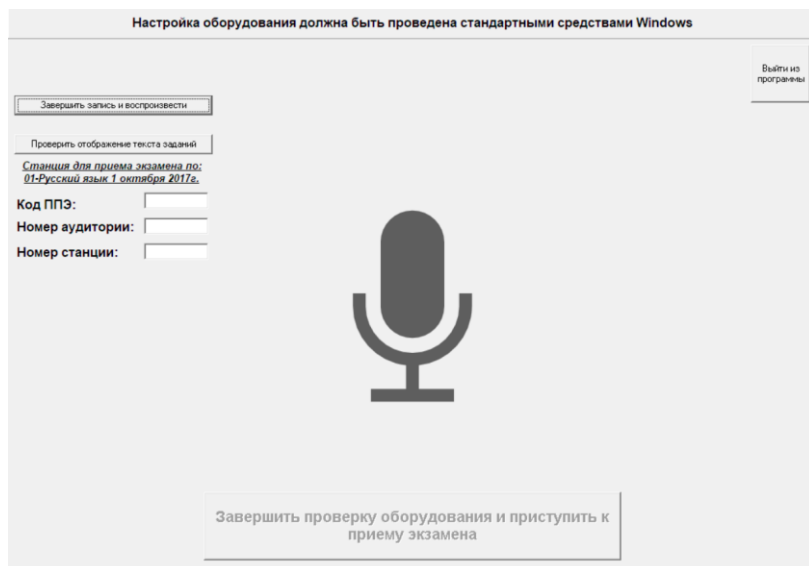 Настройка оборудования должна быть проведена стандартными средствами Windows
Выйти из
программы
Завершить запись и воспроизвести
Проверить отображение текста заданий
Станция для приема экзамена по:
01-Русский язык 1 октября 2017г.
Код ППЭ:
Номер аудитории:
Номер станции:
Завершить проверку оборудования и приступить к
приему экзамена